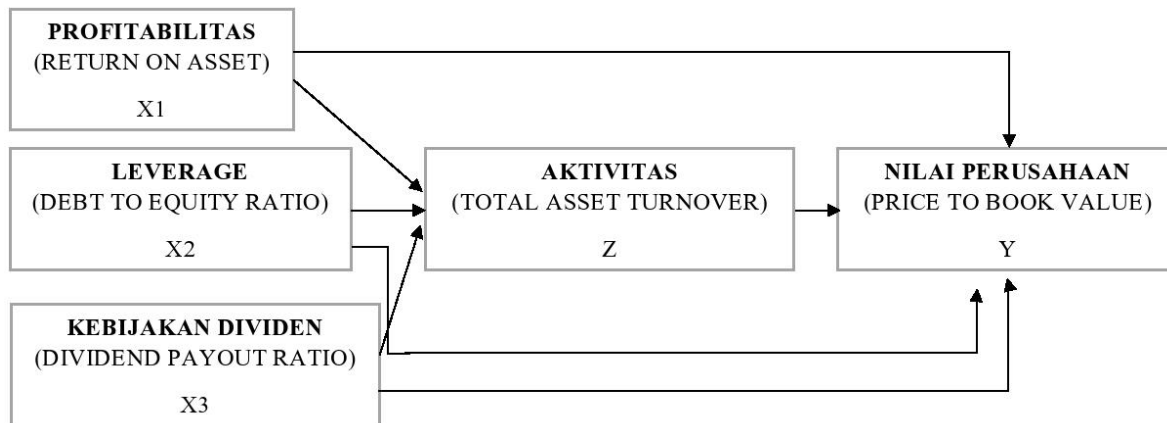 PROFITABILITAS
(RETURN ON ASSET)
X1
LEVERAGE
(DEBT TO EQUITY RATIO)
X2
KEBIJAKAN DIVIDEN
(DIVIDEND PAYOUT RATIO)
X3
AKTIVITAS
(TOTAL ASSET TURNOVER)
Z
NILAI PERUSAHAAN
(PRICE TO BOOK VALUE)
Y